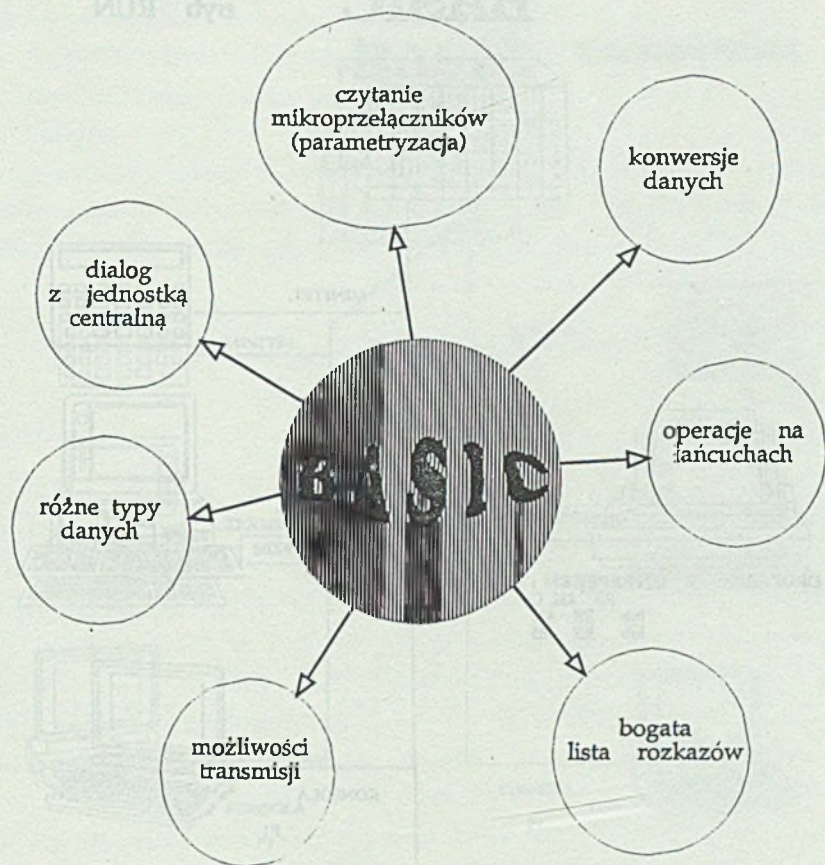 czytanie
mikroprzełączników
(parametryzacja)
konwersje
danych
dialog
z jednostką
centralną
BASIC
operacje na
łańcuchach
różne typy
danych
możliwości
transmisji
bogata
lista rozkazów